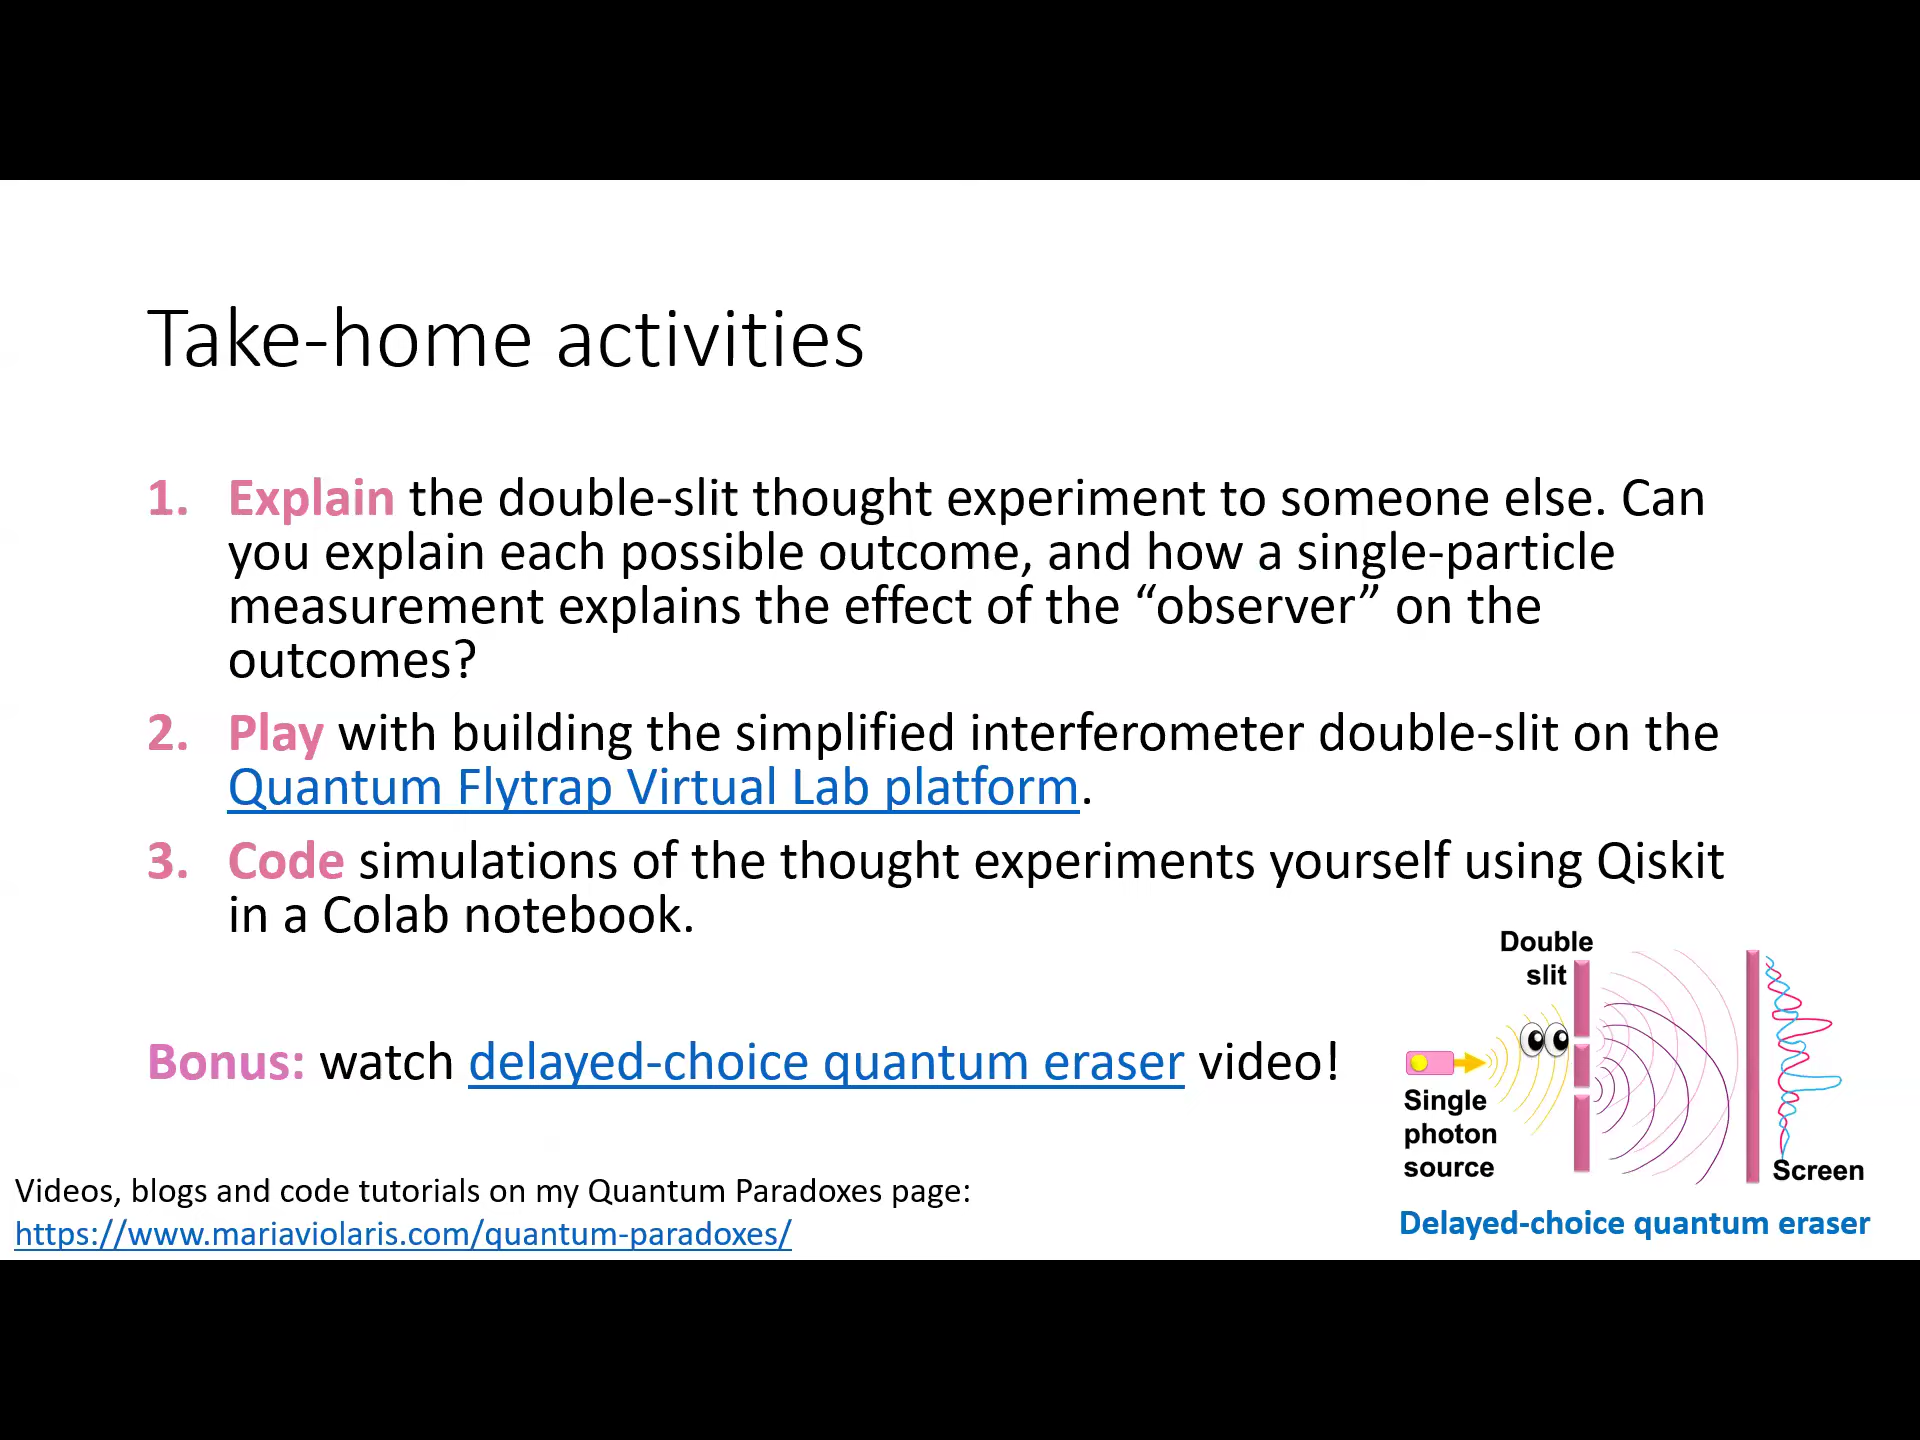 Take-home activities
1. Explain the double-slit thought experiment to someone else. Can
you explain each possible outcome, and how a single-particle
measurement explains the effect of the “observer” on the
outcomes?
2. Play with building the simplified interferometer double-slit on the
Quantum Flytrap Virtual Lab platform.
3. Code simulations of the thought experiments yourself using Qiskit
in a Colab notebook.
Bonus: watch delayed-choice quantum eraser video!
Double
slit
Single
photon
source
Screen
Delayed-choice quantum eraser
Videos, blogs and code tutorials on my Quantum Paradoxes page:
https://www.mariaviolaris.com/quantum-paradoxes/